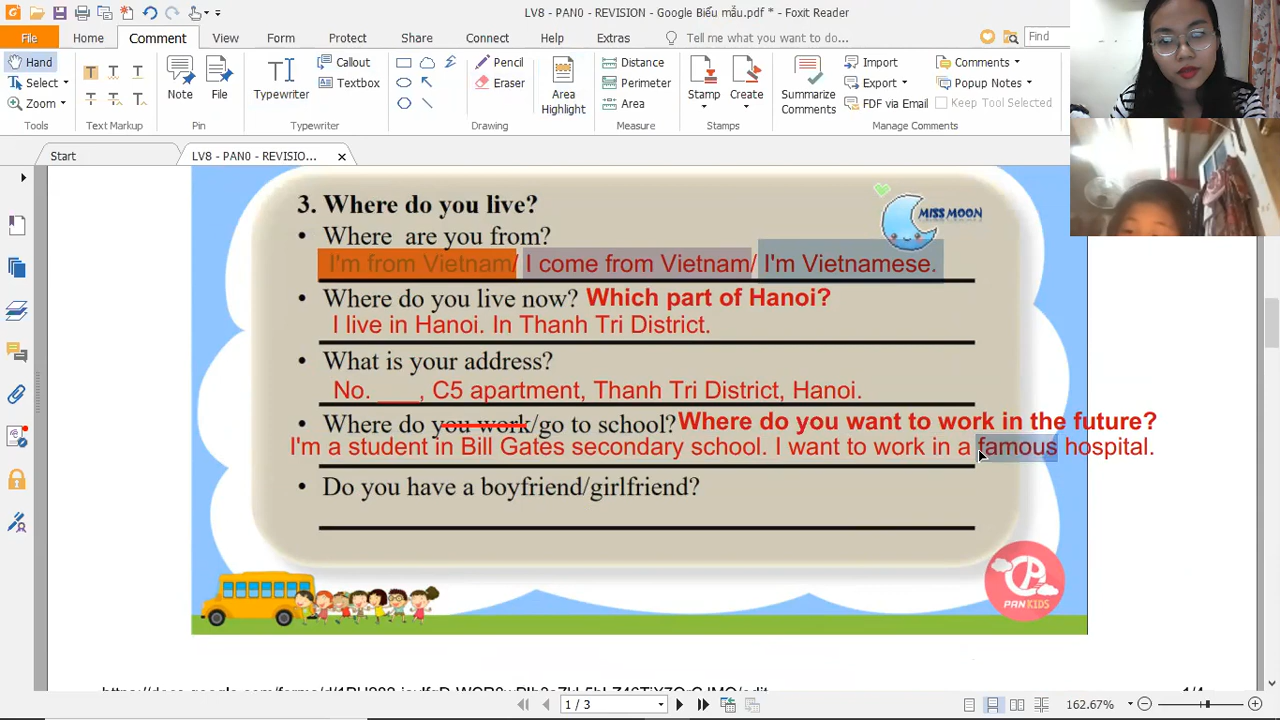 LV8 - PAN0 - REVISION - Google Biểu mẫu.pdf * - Foxit Reader
File Home Comment View Form Protect Share Connect Help Extras Tell me what you want to do... Find
Hand Select Zoom Tools
Text Markup
Note File Pin
Typewriter Callout Textbox Typewriter
Pencil Eraser Area Highlight Drawing
Distance Perimeter Area Measure
Stamp Create Stamps
Summarize Comments Import Export FDF via Email Comments Popup Notes Keep Tool Selected Manage Comments
Start LV8 - PAN0 - REVISIO...
3. Where do you live?
MISS MOON
• Where are you from?
I'm from Vietnam/ I come from Vietnam/ I'm Vietnamese.
• Where do you live now? Which part of Hanoi?
I live in Hanoi. In Thanh Tri District.
• What is your address?
No. ___, C5 apartment, Thanh Tri District, Hanoi.
• Where do you work/go to school? Where do you want to work in the future?
I'm a student in Bill Gates secondary school. I want to work in a famous hospital.
• Do you have a boyfriend/girlfriend?
PAN KIDS
1 / 3 162.67%